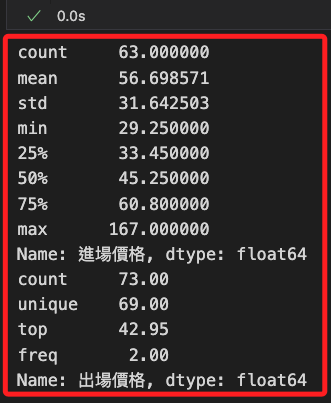 ✓ 0.0s
count 63.000000
mean 56.698571
std 31.642503
min 29.250000
25% 33.450000
50% 45.250000
75% 60.800000
max 167.000000
Name: 進場價格, dtype: float64
count 73.00
unique 69.00
top 42.95
freq 2.00
Name: 出場價格, dtype: float64